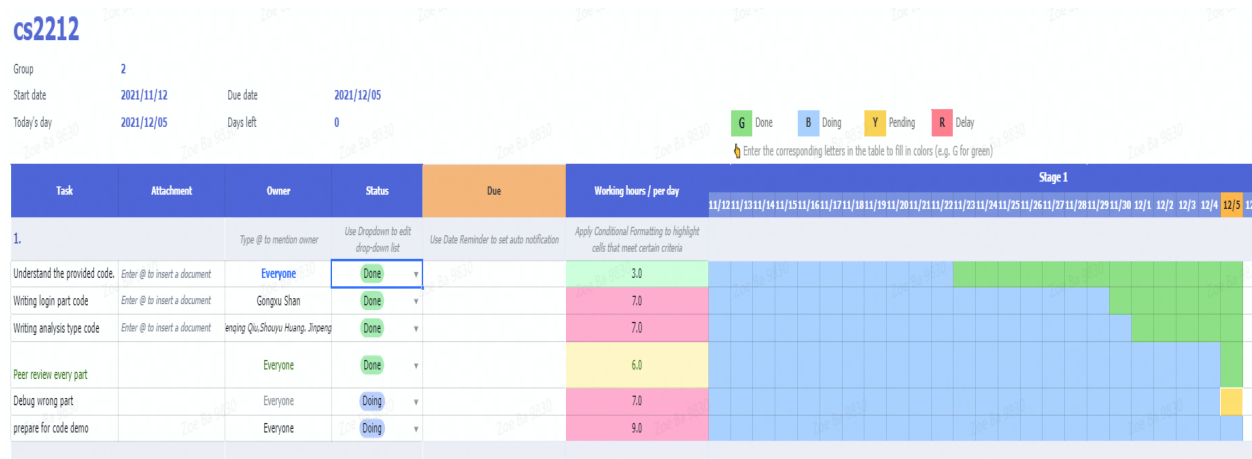 cs2212
Group 2
Start date 2021/11/12 Due date 2021/12/05
Today's day 2021/12/05 Days left 0
G Done B Doing Y Pending R Delay
👆 Enter the corresponding letters in the table to fill in colors (e.g. G for green)
Task Attachment Owner Status Due Working hours / per day Stage 1
11/12 11/13 11/14 11/15 11/16 11/17 11/18 11/19 11/20 11/21 11/22 11/23 11/24 11/25 11/26 11/27 11/28 11/29 11/30 12/1 12/2 12/3 12/4 12/5
1. Type @ to mention owner Use Dropdown to edit drop-down list Use Date Reminder to set auto notification Apply Conditional Formatting to highlight cells that meet certain criteria
Understand the provided code. Enter @ to insert a document Everyone Done 3.0
Writing login part code Enter @ to insert a document Gongxu Shan Done 7.0
Writing analysis type code Enter @ to insert a document enqing Qiu,Shouyu Huang. Jinpeng Done 7.0
Peer review every part Everyone Done 6.0
Debug wrong part Everyone Doing 7.0
prepare for code demo Everyone Doing 9.0
Zoe Ba 9830